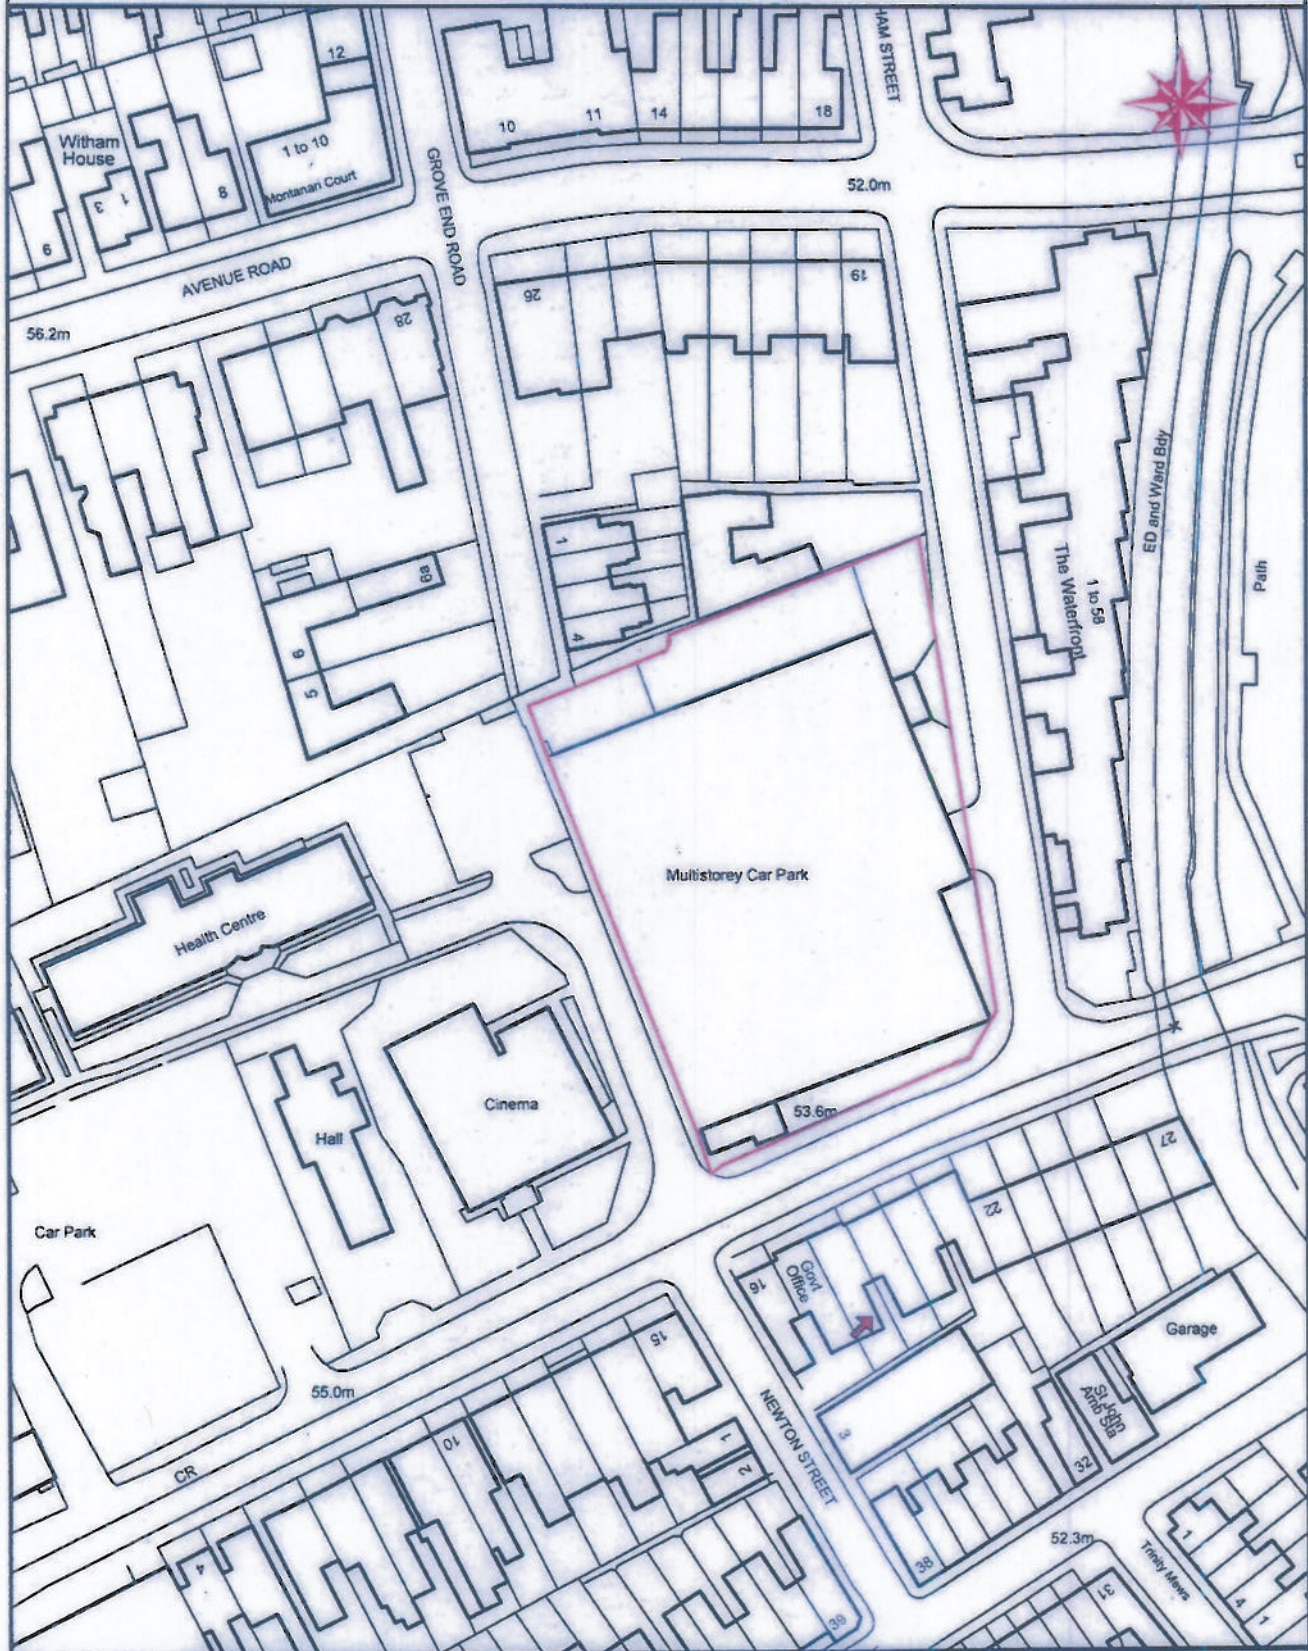 HAM STREET
12
10
11
14
18
Witham
House
1 to 10
Montanari Court
3
1
8
6
52.0m
GROVE END ROAD
AVENUE ROAD
26
19
56.2m
28
1
6a
4
6
5
ED and Ward Bdy
1 to 58
The Waterfront
Path
Multistorey Car Park
Health Centre
Cinema
53.6m
Hall
27
22
Car Park
16
Govt
Office
Garage
15
55.0m
NEWTON STREET
St John
Amb Sta
3
10
1
2
CR
32
38
52.3m
Trinity Mews
1
4
1
4
31
39